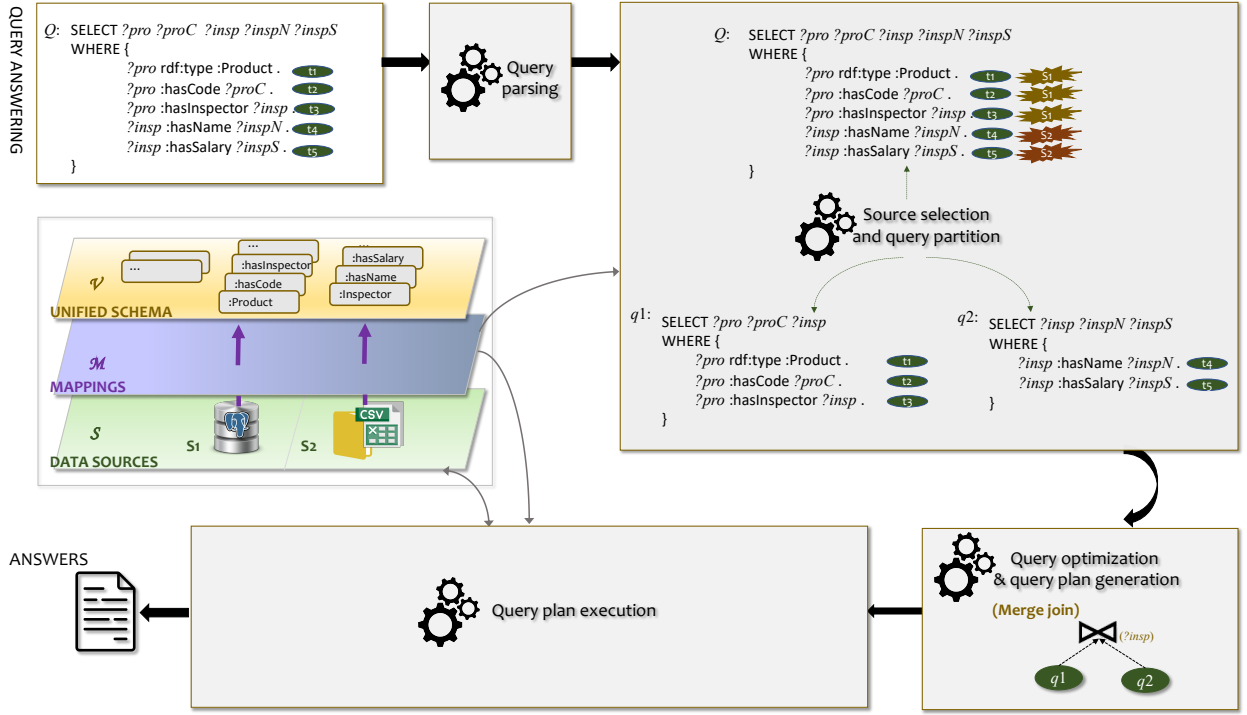 QUERY ANSWERING
Q: SELECT ?pro ?proC ?insp ?inspN ?inspS
WHERE {
?pro rdf:type :Product . t1
?pro :hasCode ?proC . t2
?pro :hasInspector ?insp . t3
?insp :hasName ?inspN . t4
?insp :hasSalary ?inspS . t5
}
Query
parsing
Q: SELECT ?pro ?proC ?insp ?inspN ?inspS
WHERE {
?pro rdf:type :Product . t1 S1
?pro :hasCode ?proC . t2 S1
?pro :hasInspector ?insp . t3 S1
?insp :hasName ?inspN . t4 S2
?insp :hasSalary ?inspS . t5 S2
}
Source selection
and query partition
q1: SELECT ?pro ?proC ?insp
WHERE {
?pro rdf:type :Product . t1
?pro :hasCode ?proC . t2
?pro :hasInspector ?insp . t3
}
q2: SELECT ?insp ?inspN ?inspS
WHERE {
?insp :hasName ?inspN . t4
?insp :hasSalary ?inspS . t5
}
𝒱
UNIFIED SCHEMA
...
...
:hasInspector
:hasCode
:Product
...
:hasSalary
:hasName
:Inspector
ℳ
MAPPINGS
𝒮
DATA SOURCES
S1
S2
CSV
Query optimization
& query plan generation
(Merge join)
⋈ (?insp)
q1 q2
Query plan execution
ANSWERS